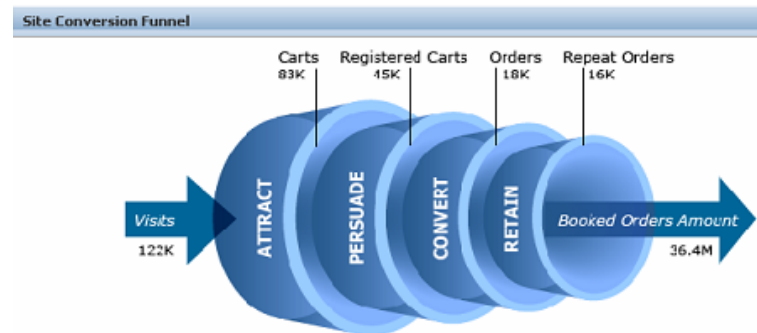 Site Conversion Funnel
Carts Registered Carts Orders Repeat Orders
83K 45K 18K 16K
ATTRACT
PERSUADE
CONVERT
RETAIN
Visits
122K
Booked Orders Amount
36.4M